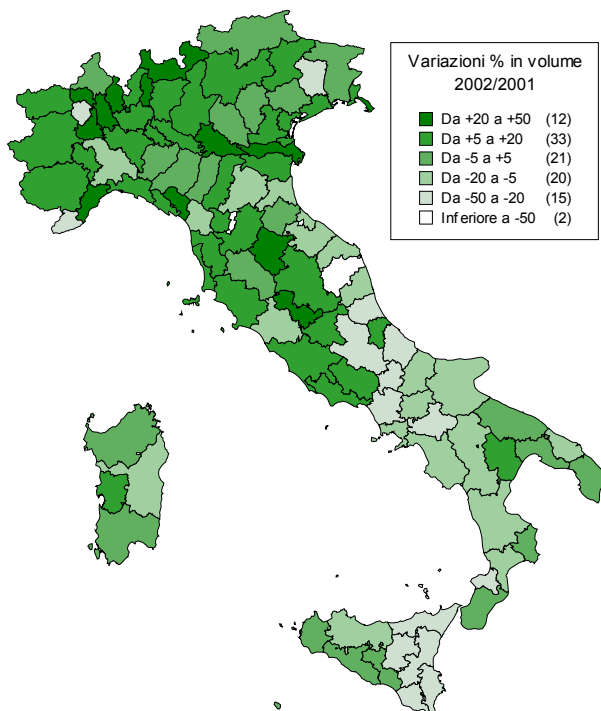 Variazioni % in volume
2002/2001
Da +20 a +50 (12)
Da +5 a +20 (33)
Da -5 a +5 (21)
Da -20 a -5 (20)
Da -50 a -20 (15)
Inferiore a -50 (2)